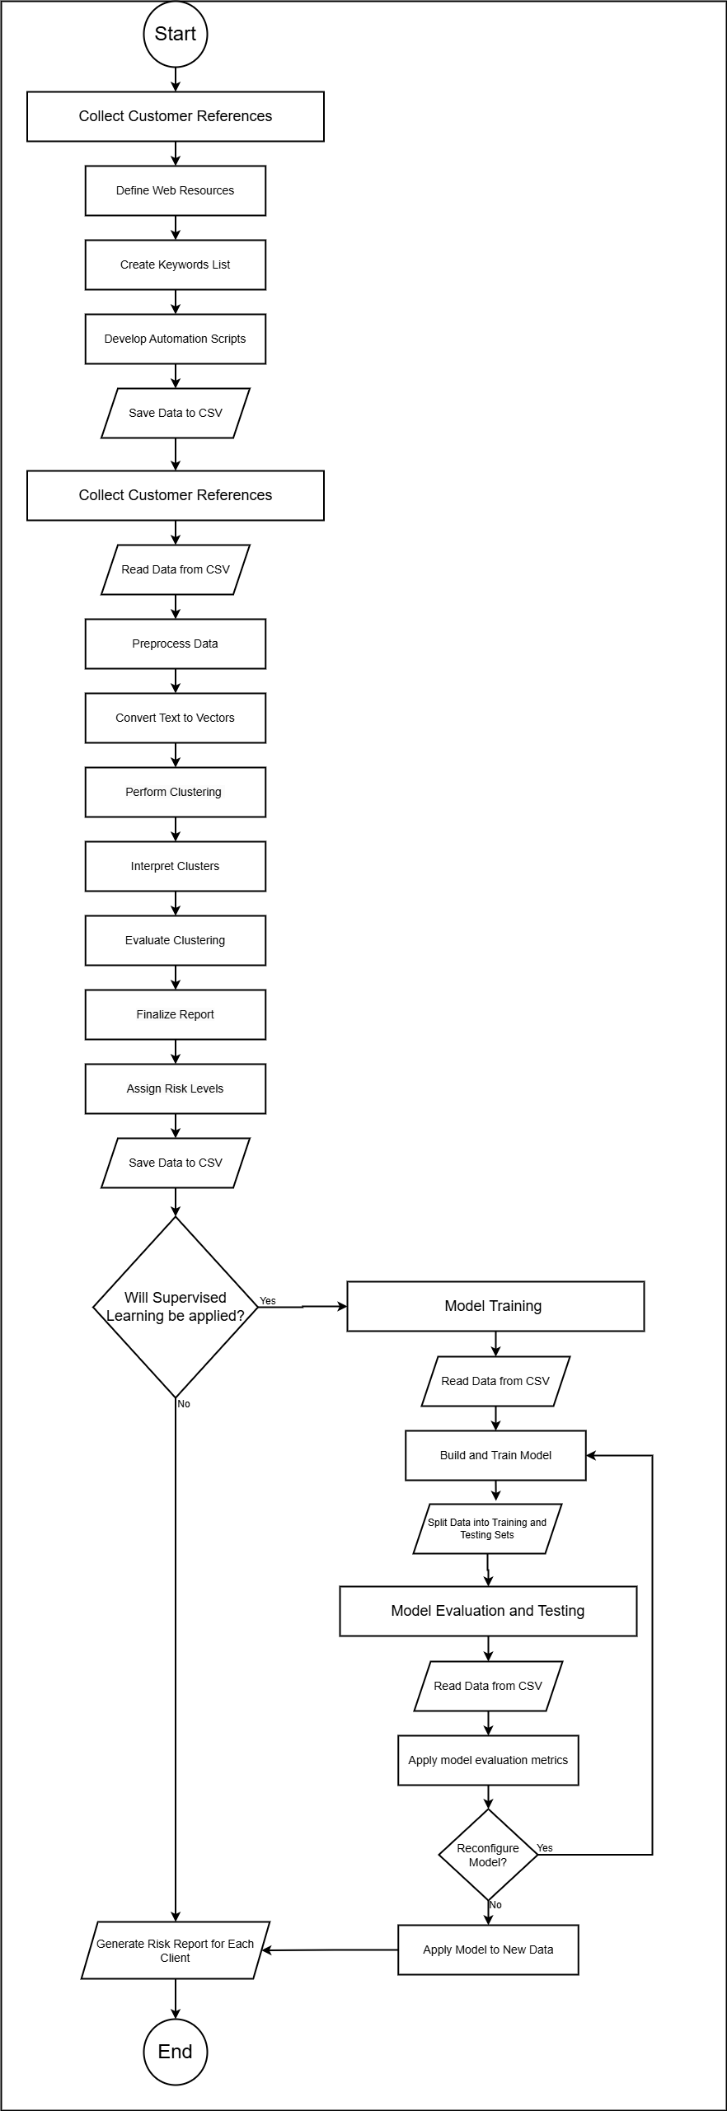 Start
Collect Customer References
Define Web Resources
Create Keywords List
Develop Automation Scripts
Save Data to CSV
Collect Customer References
Read Data from CSV
Preprocess Data
Convert Text to Vectors
Perform Clustering
Interpret Clusters
Evaluate Clustering
Finalize Report
Assign Risk Levels
Save Data to CSV
Will Supervised
Learning be applied?
Yes
No
Model Training
Read Data from CSV
Build and Train Model
Split Data into Training and
Testing Sets
Model Evaluation and Testing
Read Data from CSV
Apply model evaluation metrics
Reconfigure
Model?
Yes
No
Apply Model to New Data
Generate Risk Report for Each
Client
End